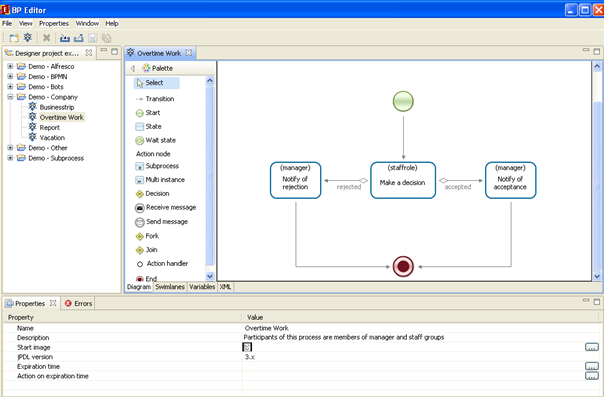 BP Editor
File View Properties Window Help
Designer project ex...
Demo - Alfresco
Demo - BPMN
Demo - Bots
Demo - Company
Businesstrip
Overtime Work
Report
Vacation
Demo - Other
Demo - Subprocess
Overtime Work
Palette
Select
Transition
Start
State
Wait state
Action node
Subprocess
Multi instance
Decision
Receive message
Send message
Fork
Join
Action handler
End
(manager)
Notify of
rejection
rejected
(staffrole)
Make a decision
accepted
(manager)
Notify of
acceptance
Diagram Swimlanes Variables XML
Properties Errors
Property Value
Name Overtime Work
Description Participants of this process are members of manager and staff groups
Start image
JPDL version 3.x
Expiration time
Action on expiration time